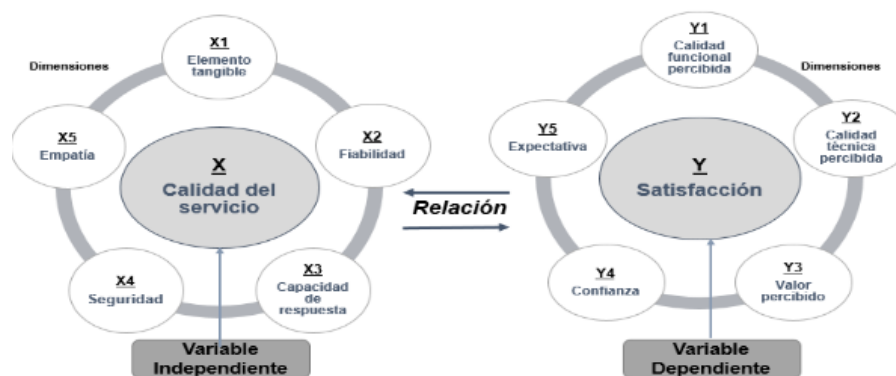 Dimensiones
X1
Elemento
tangible
X2
Fiabilidad
X3
Capacidad
de
respuesta
X4
Seguridad
X5
Empatía
X
Calidad del
servicio
Variable
Independiente
Relación
Dimensiones
Y1
Calidad
funcional
percibida
Y2
Calidad
técnica
percibida
Y3
Valor
percibido
Y4
Confianza
Y5
Expectativa
Y
Satisfacción
Variable
Dependiente